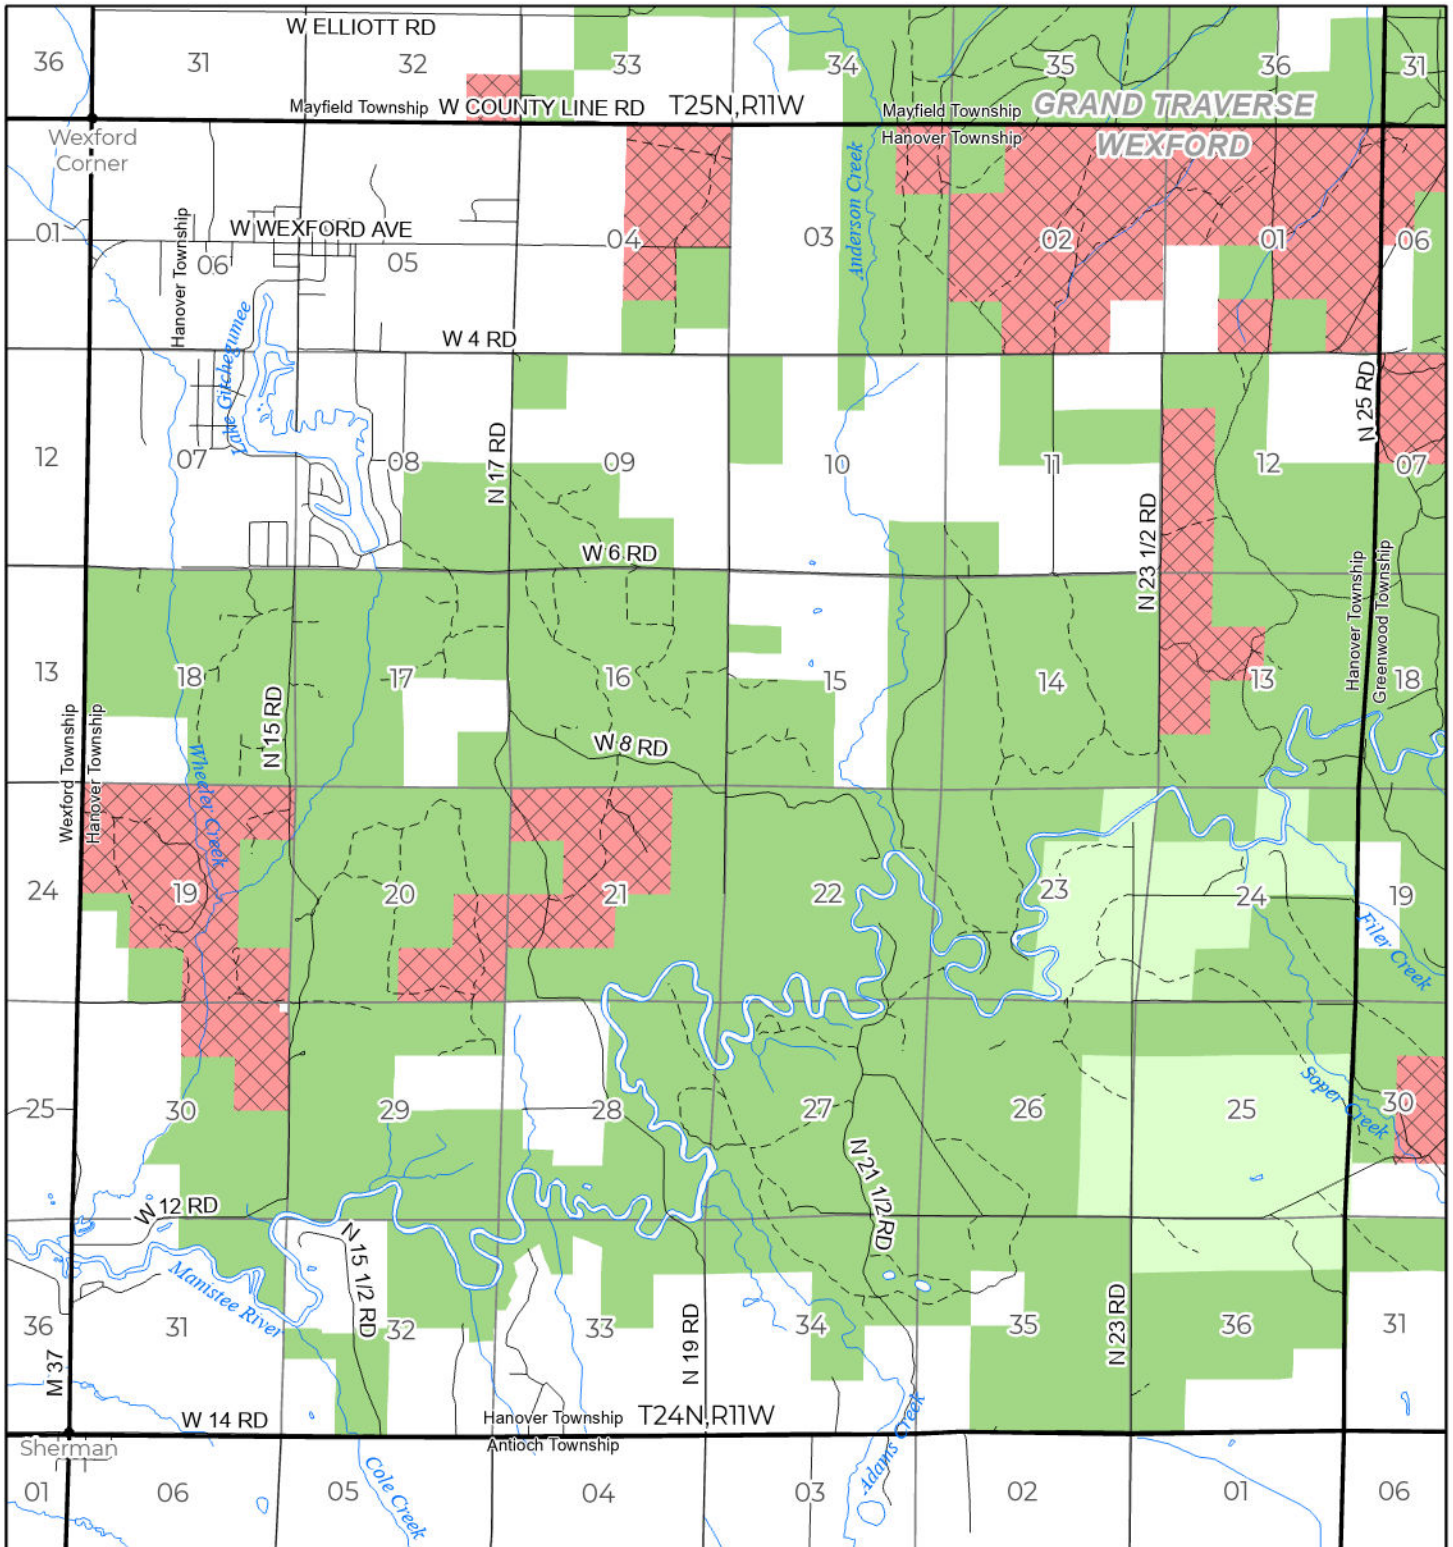 W ELLIOTT RD
36
31
32
33
34
35
36
31
Mayfield Township
W COUNTY LINE RD
T25N,R11W
Mayfield Township
GRAND TRAVERSE
Wexford
Corner
Hanover Township
WEXFORD
Anderson Creek
Hanover Township
W WEXFORD AVE
01
06
05
04
03
02
01
06
W 4 RD
Lake Gitchegumee
N 25 RD
12
07
08
N 17 RD
09
10
11
12
07
N 23 1/2 RD
W 6 RD
Hanover Township
Greenwood Township
13
18
17
16
15
14
13
18
N 15 RD
W 8 RD
Wexford Township
Hanover Township
Wheeler Creek
24
19
20
21
22
23
24
19
Filer Creek
Soper Creek
25
30
29
28
27
26
25
30
N 21 1/2 RD
W 12 RD
N 15 1/2 RD
Manistee River
36
31
32
33
34
35
36
31
N 19 RD
N 23 RD
M 37
W 14 RD
Hanover Township
T24N,R11W
Sherman
Antioch Township
Adams Creek
Cole Creek
01
06
05
04
03
02
01
06